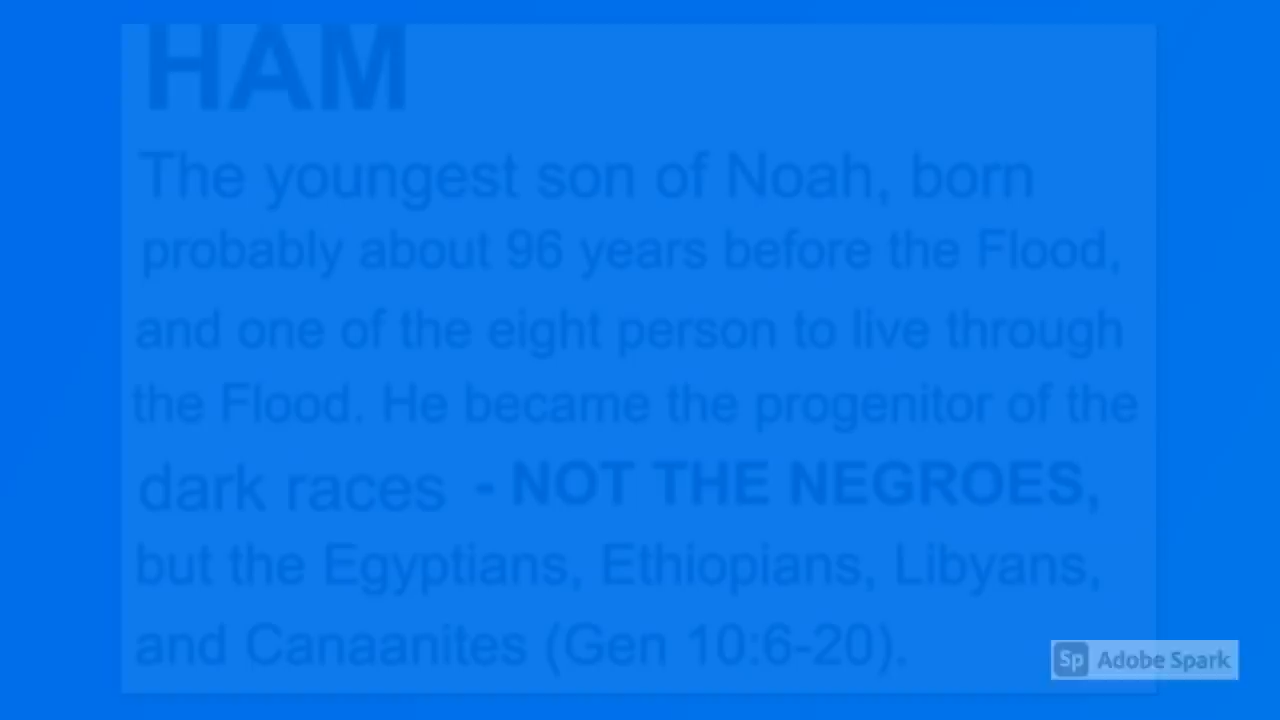 HAM
The youngest son of Noah, born
probably about 96 years before the Flood,
and one of the eight person to live through
the Flood. He became the progenitor of the
dark races - NOT THE NEGROES,
but the Egyptians, Ethiopians, Libyans,
and Canaanites (Gen 10:6-20).
Sp Adobe Spark